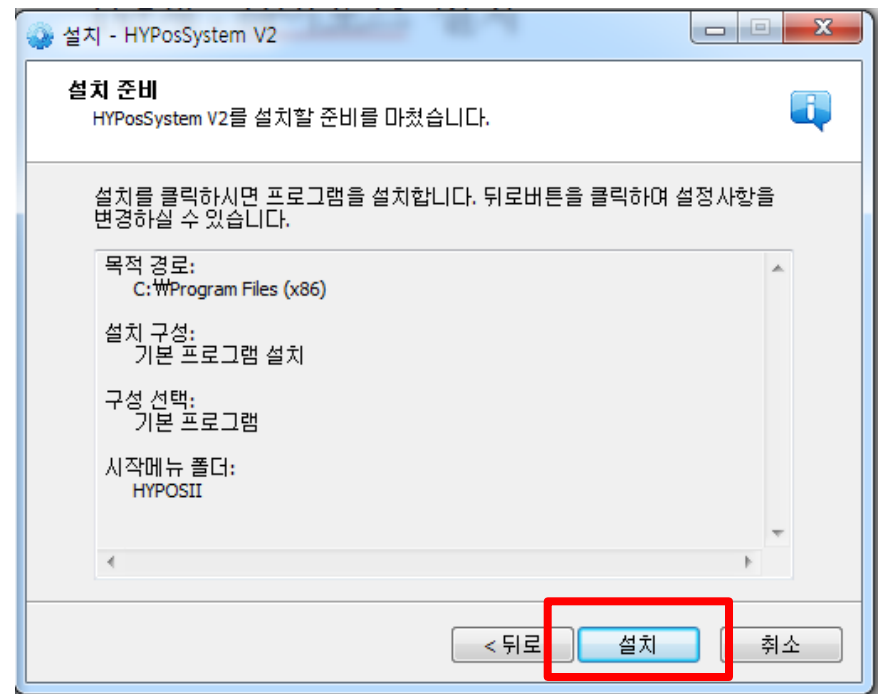 설치 - HYPosSystem V2
설치 준비
HYPosSystem V2를 설치할 준비를 마쳤습니다.
설치를 클릭하시면 프로그램을 설치합니다. 뒤로버튼을 클릭하여 설정사항을
변경하실 수 있습니다.
목적 경로:
C:₩Program Files (x86)
설치 구성:
기본 프로그램 설치
구성 선택:
기본 프로그램
시작메뉴 폴더:
HYPOSII
< 뒤로 설치 취소